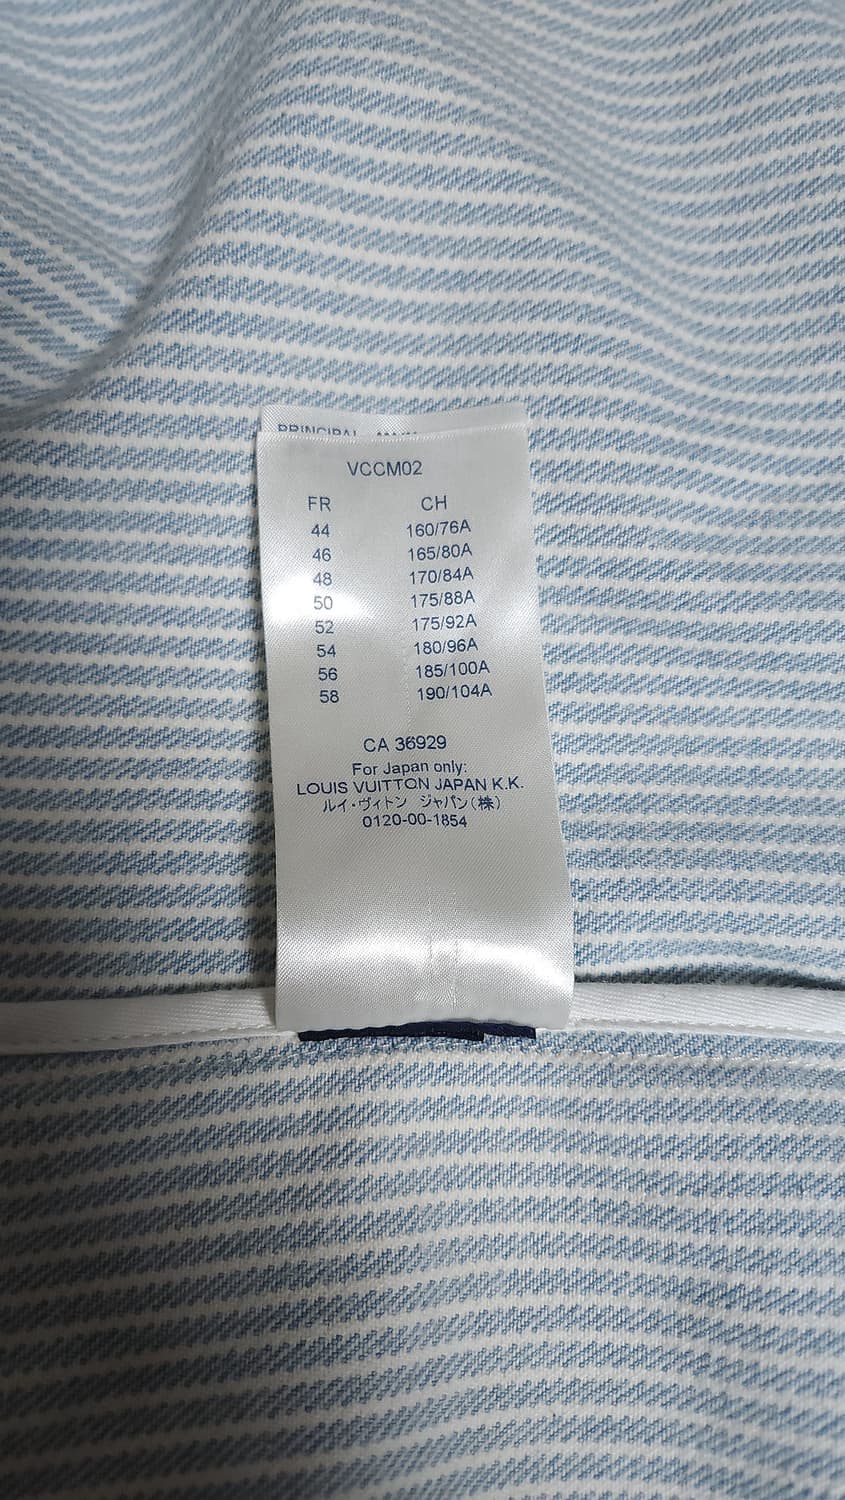 PRINCIPAL
VCCM02
FR CH
44 160/76A
46 165/80A
48 170/84A
50 175/88A
52 175/92A
54 180/96A
56 185/100A
58 190/104A
CA 36929
For Japan only:
LOUIS VUITTON JAPAN K.K.
ルイ・ヴィトン ジャパン(株)
0120-00-1854